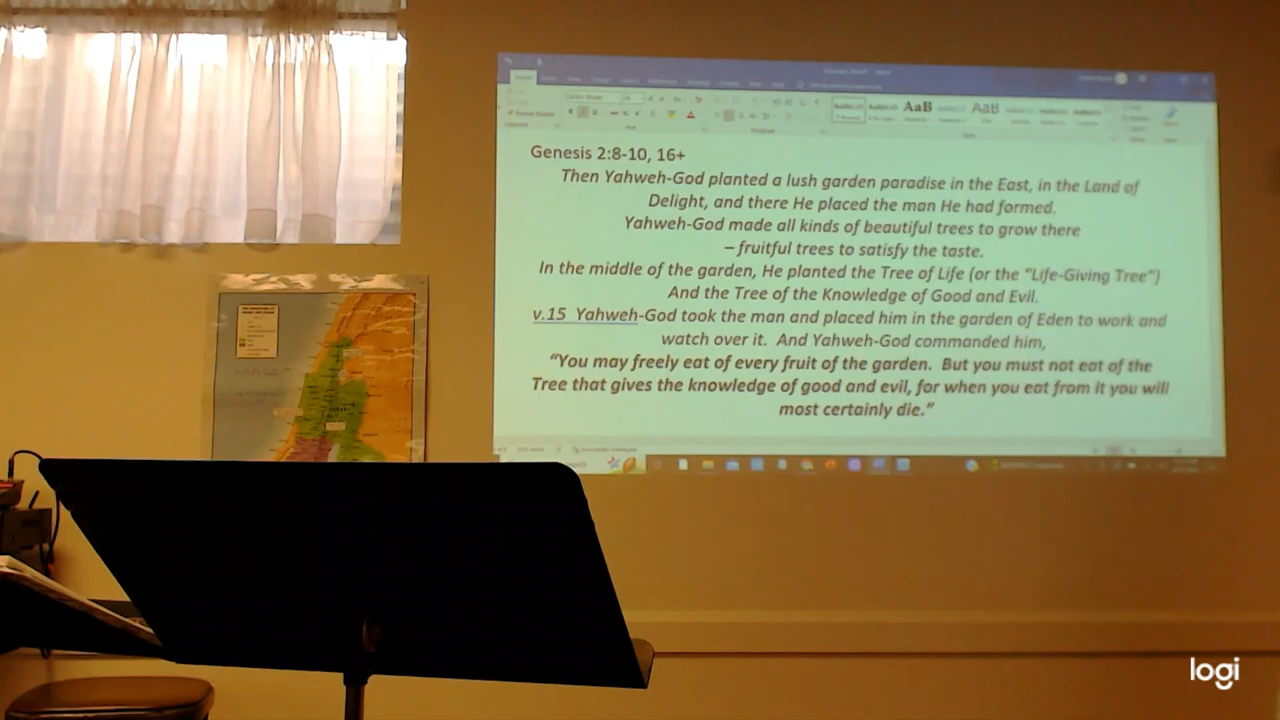 Genesis 2:8-10, 16+
Then Yahweh-God planted a lush garden paradise in the East, in the Land of
Delight, and there He placed the man He had formed.
Yahweh-God made all kinds of beautiful trees to grow there
– fruitful trees to satisfy the taste.
In the middle of the garden, He planted the Tree of Life (or the “Life-Giving Tree”)
And the Tree of the Knowledge of Good and Evil.
v.15 Yahweh-God took the man and placed him in the garden of Eden to work and
watch over it. And Yahweh-God commanded him,
“You may freely eat of every fruit of the garden. But you must not eat of the
Tree that gives the knowledge of good and evil, for when you eat from it you will
most certainly die.”
logi